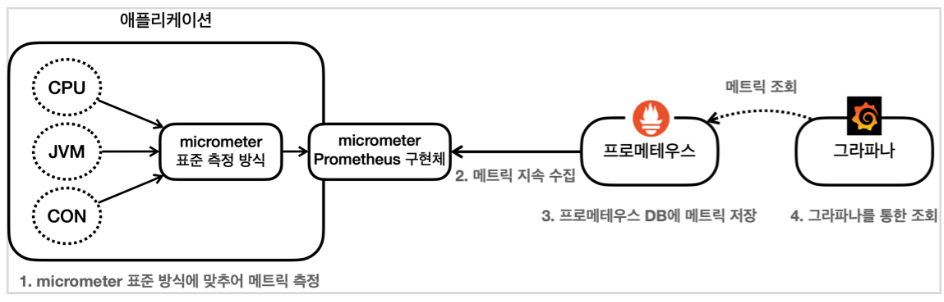 애플리케이션
CPU
JVM
CON
micrometer
표준 측정 방식
micrometer
Prometheus 구현체
2. 메트릭 지속 수집
프로메테우스
메트릭 조회
그라파나
3. 프로메테우스 DB에 메트릭 저장
4. 그라파나를 통한 조회
1. micrometer 표준 방식에 맞추어 메트릭 측정